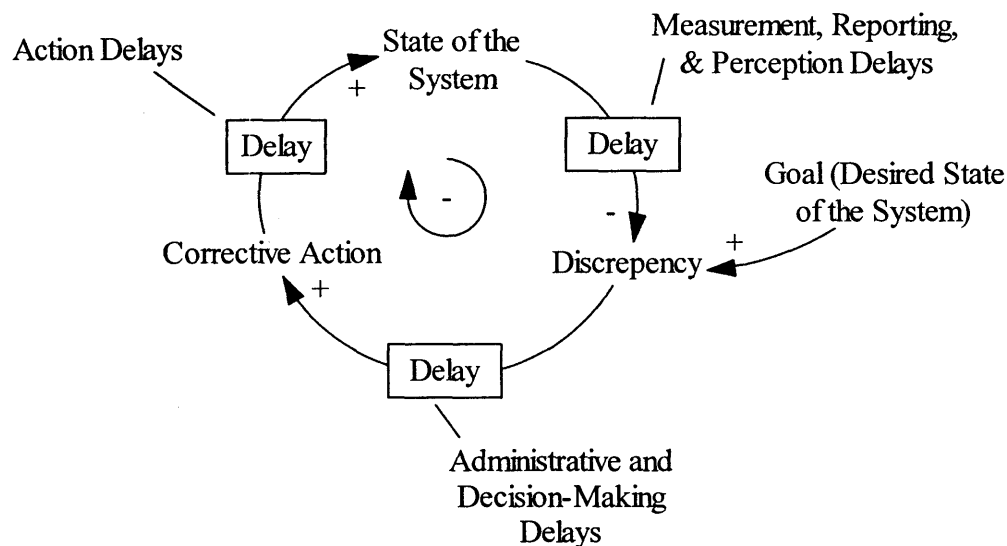 Action Delays
State of the
System
Measurement, Reporting,
& Perception Delays
+
Delay
Delay
Goal (Desired State
of the System)
-
-
+
Corrective Action
Discrepency
+
Delay
Administrative and
Decision-Making
Delays